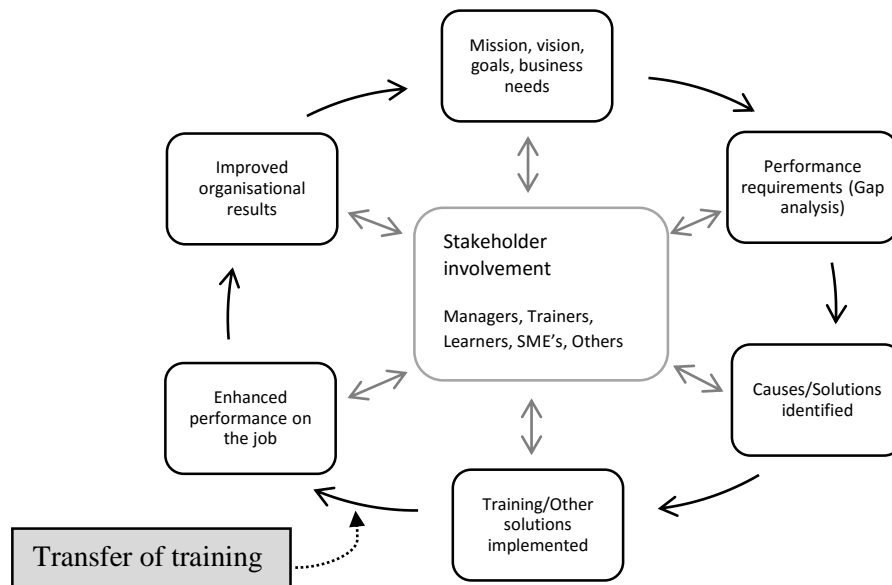 Mission, vision,
goals, business
needs
Improved
organisational
results
Performance
requirements (Gap
analysis)
Stakeholder
involvement
Managers, Trainers,
Learners, SME's, Others
Enhanced
performance on
the job
Causes/Solutions
identified
Training/Other
solutions
implemented
Transfer of training